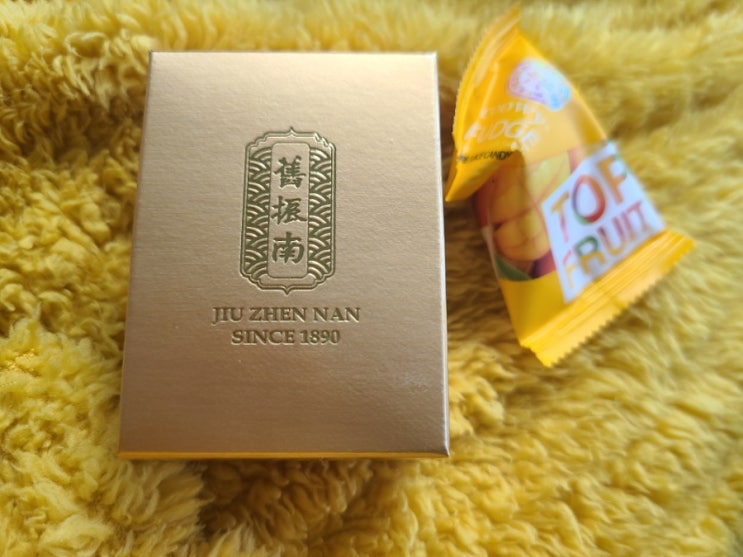 舊振南
JIU ZHEN NAN
SINCE 1890
TOP
FRUIT